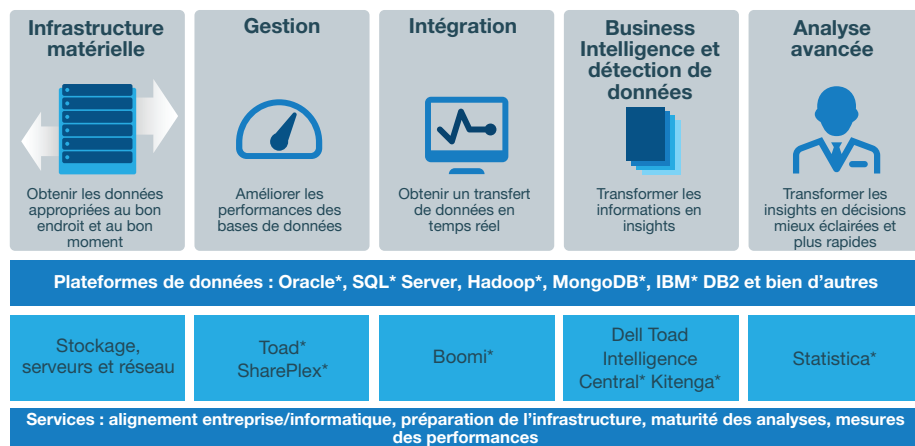 Infrastructure
matérielle
Obtenir les données
appropriées au bon
endroit et au bon
moment
Gestion
Améliorer les
performances des
bases de données
Intégration
Obtenir un transfert
de données en
temps réel
Business
Intelligence et
détection de
données
Transformer les
informations en
insights
Analyse
avancée
Transformer les
insights en décisions
mieux éclairées et
plus rapides
Plateformes de données : Oracle*, SQL* Server, Hadoop*, MongoDB*, IBM* DB2 et bien d’autres
Stockage,
serveurs et réseau
Toad*
SharePlex*
Boomi*
Dell Toad
Intelligence
Central* Kitenga*
Statistica*
Services : alignement entreprise/informatique, préparation de l’infrastructure, maturité des analyses, mesures
des performances